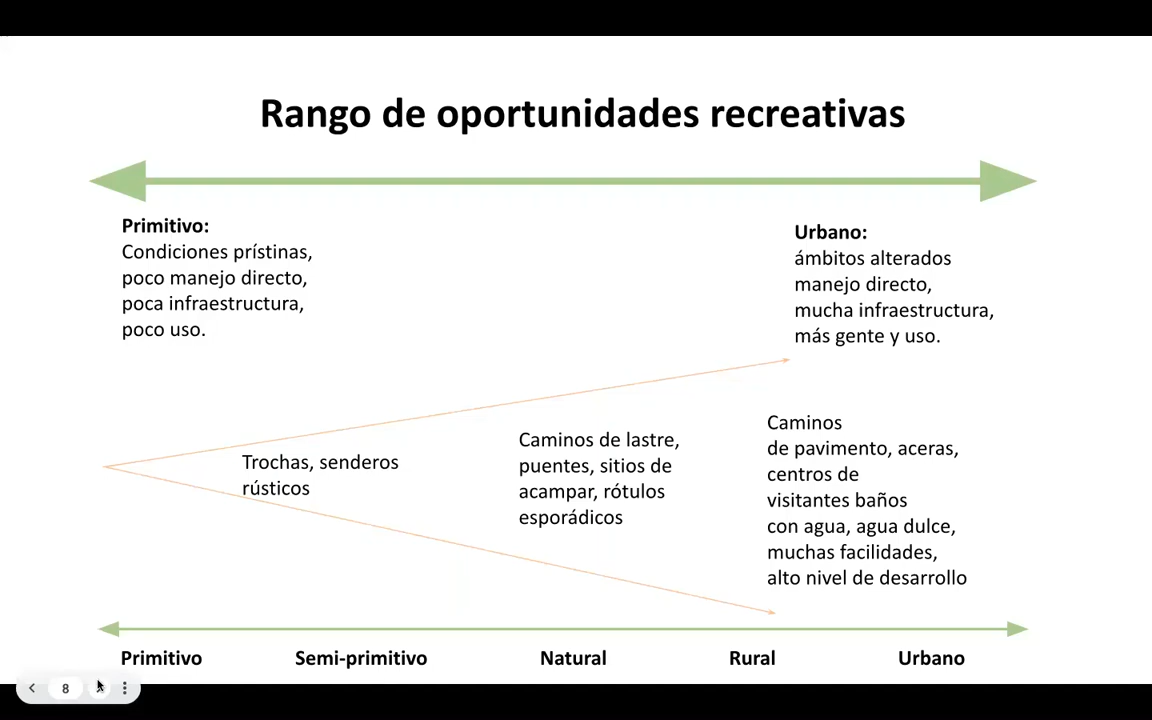 Rango de oportunidades recreativas
Primitivo:
Condiciones prístinas,
poco manejo directo,
poca infraestructura,
poco uso.
Urbano:
ámbitos alterados
manejo directo,
mucha infraestructura,
más gente y uso.
Trochas, senderos
rústicos
Caminos de lastre,
puentes, sitios de
acampar, rótulos
esporádicos
Caminos
de pavimento, aceras,
centros de
visitantes baños
con agua, agua dulce,
muchas facilidades,
alto nivel de desarrollo
Primitivo
Semi-primitivo
Natural
Rural
Urbano
8